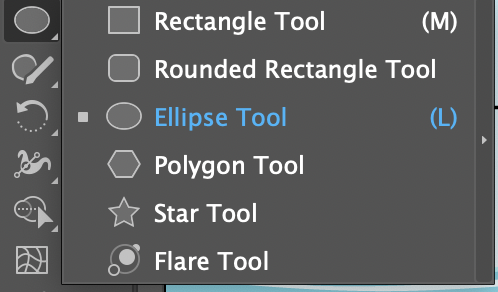 Rectangle Tool (M)
Rounded Rectangle Tool
Ellipse Tool (L)
Polygon Tool
Star Tool
Flare Tool